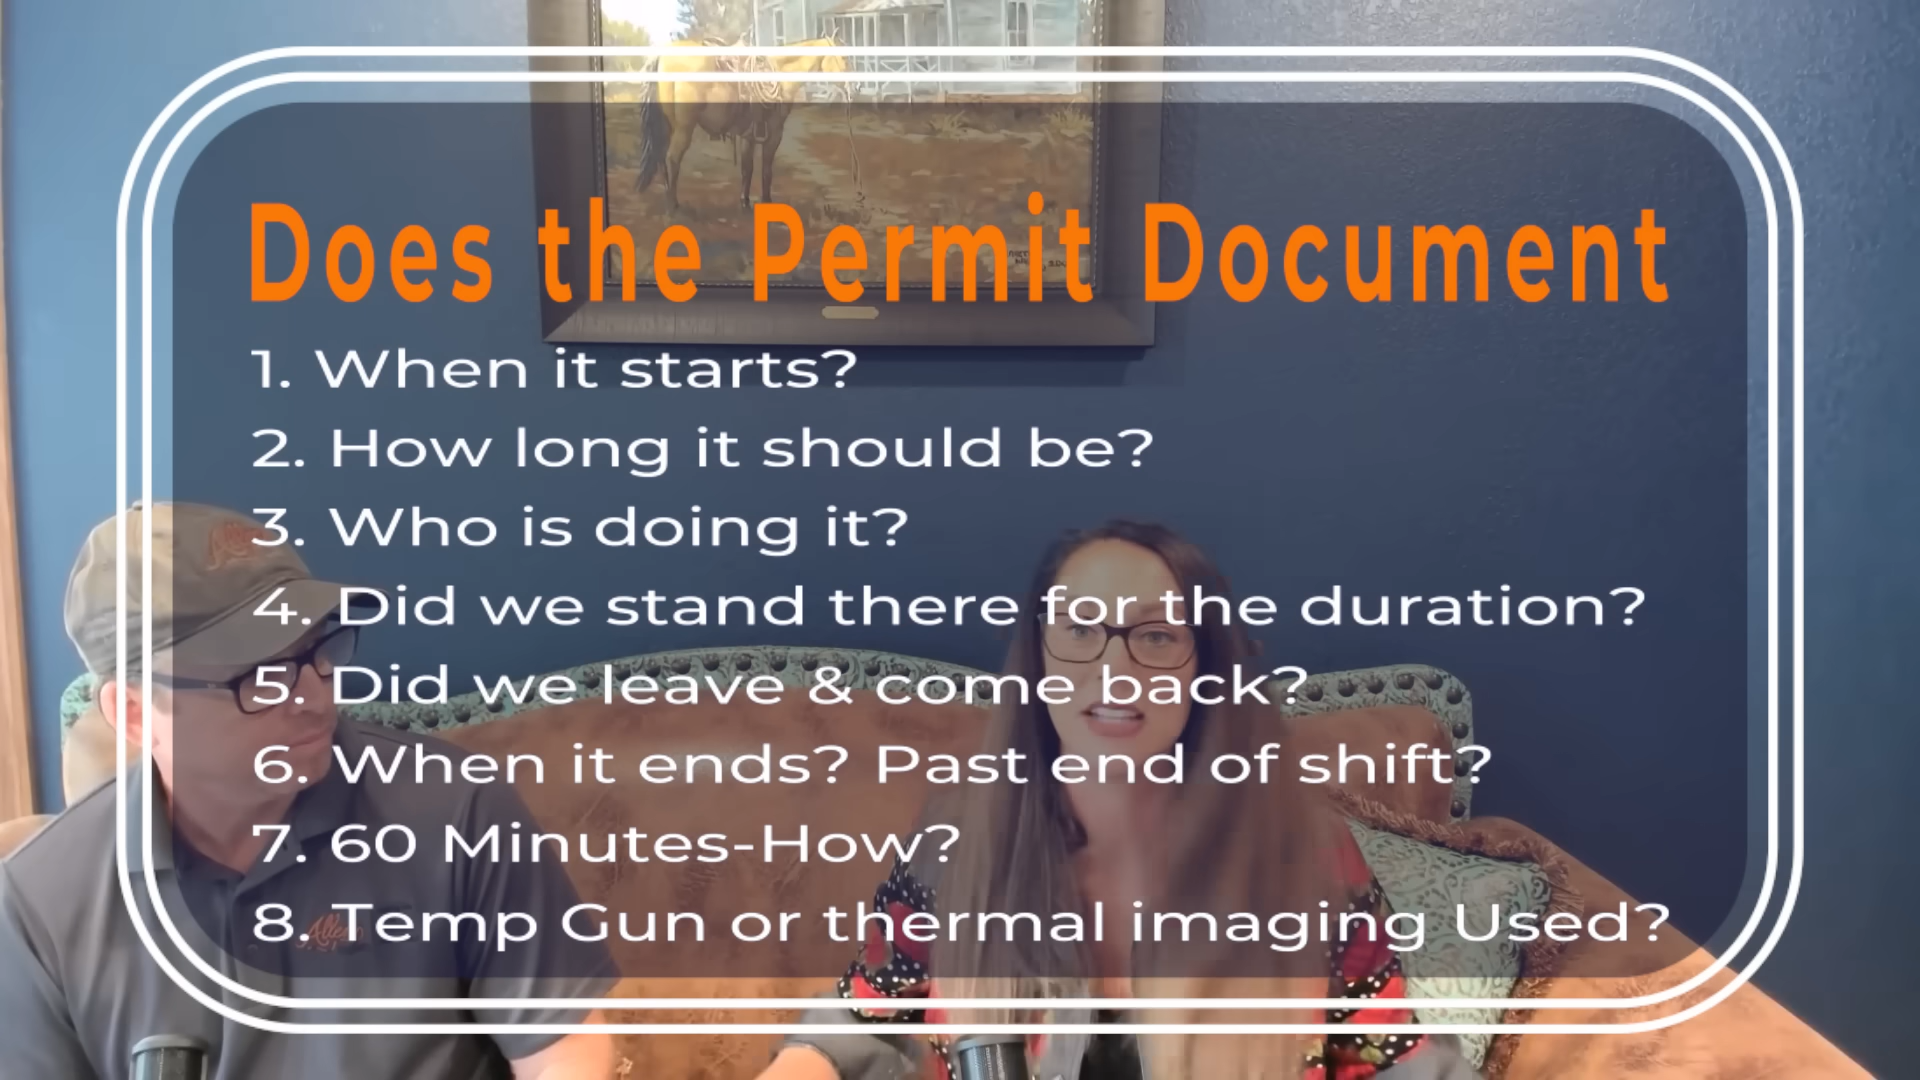 Does the Permit Document
1. When it starts?
2. How long it should be?
3. Who is doing it?
4. Did we stand there for the duration?
5. Did we leave & come back?
6. When it ends? Past end of shift?
7. 60 Minutes-How?
8. Temp Gun or thermal imaging Used?